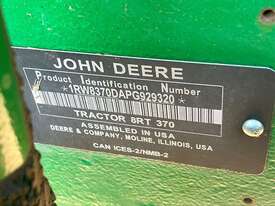 JOHN DEERE
Product Identification Number
*1RW8370DAPG929320*
TRACTOR 8RT 370
ASSEMBLED IN USA
DEERE & COMPANY, MOLINE, ILLINOIS, USA
CAN ICES-2/NMB-2